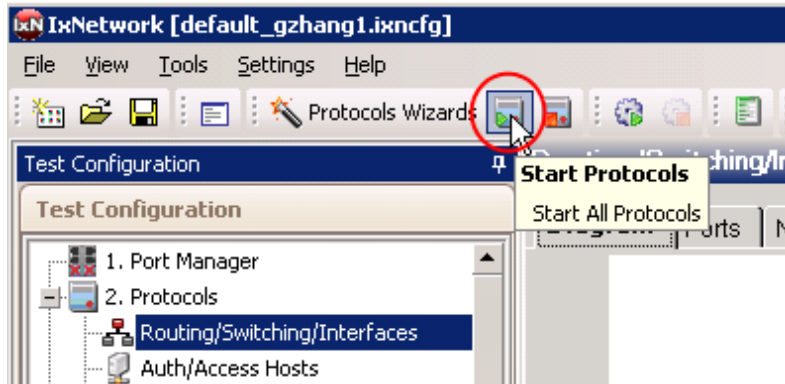 IxN IxNetwork [default_gzhang1.ixncfg]
File View Tools Settings Help
Protocols Wizards
Test Configuration
Test Configuration
1. Port Manager
2. Protocols
Routing/Switching/Interfaces
Auth/Access Hosts
Start Protocols
Start All Protocols